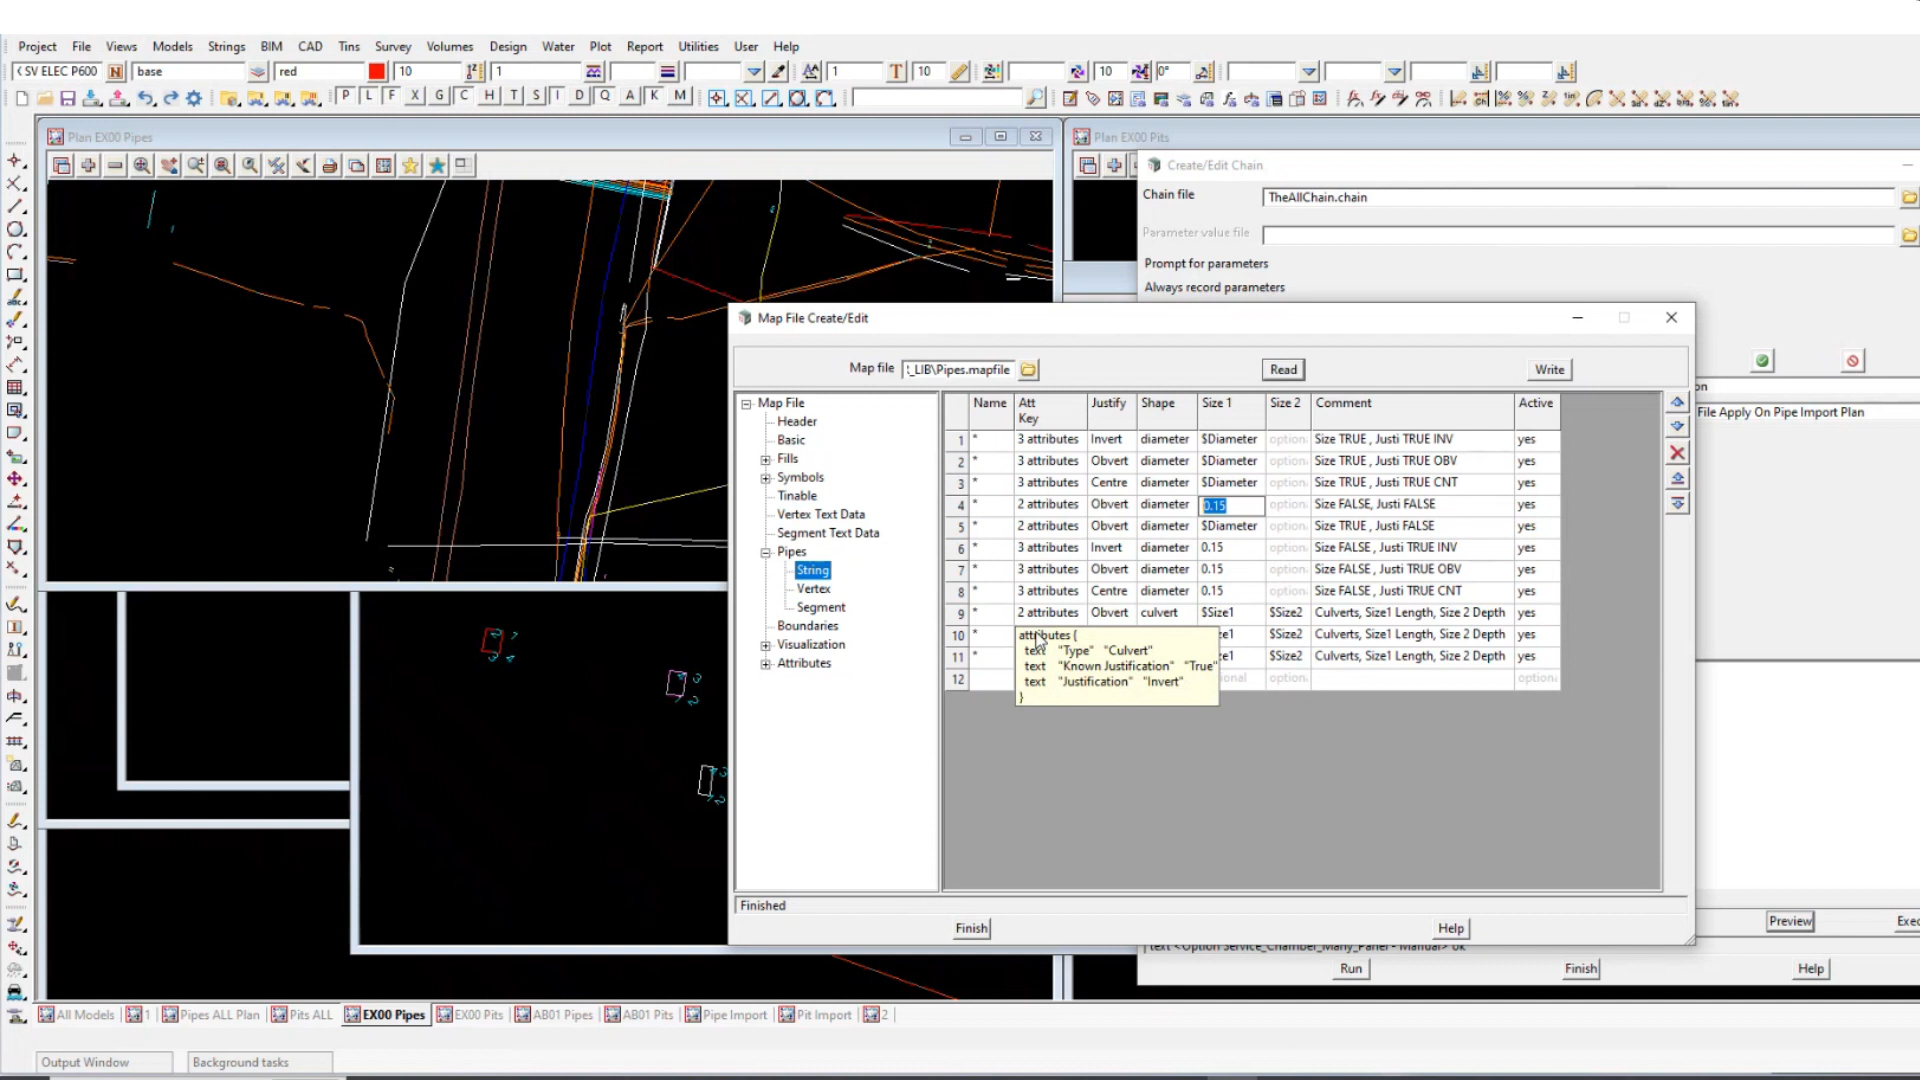 Project File Views Models Strings BIM CAD Tins Survey Volumes Design Water Plot Report Utilities User Help
SV ELEC P600 base red 10 1 1 T 10 10 0°
P L F X G C H T S I D Q A K M
Plan EX00 Pipes
Plan EX00 Pits
Create/Edit Chain
Chain file TheAllChain.chain
Parameter value file
Prompt for parameters
Always record parameters
Map File Create/Edit
Map file _LIB\Pipes.mapfile Read Write
File Apply On Pipe Import Plan
Map File
Header
Basic
Fills
Symbols
Tinable
Vertex Text Data
Segment Text Data
Pipes
String
Vertex
Segment
Boundaries
Visualization
Attributes
Name Att Key Justify Shape Size 1 Size 2 Comment Active
1 * 3 attributes Invert diameter $Diameter option Size TRUE , Justi TRUE INV yes
2 * 3 attributes Obvert diameter $Diameter option Size TRUE , Justi TRUE OBV yes
3 * 3 attributes Centre diameter $Diameter option Size TRUE , Justi TRUE CNT yes
4 * 2 attributes Obvert diameter 0.15 option Size FALSE, Justi FALSE yes
5 * 2 attributes Obvert diameter $Diameter option Size TRUE , Justi FALSE yes
6 * 3 attributes Invert diameter 0.15 option Size FALSE , Justi TRUE INV yes
7 * 3 attributes Obvert diameter 0.15 option Size FALSE , Justi TRUE OBV yes
8 * 3 attributes Centre diameter 0.15 option Size FALSE , Justi TRUE CNT yes
9 * 2 attributes Obvert culvert $Size1 $Size2 Culverts, Size1 Length, Size 2 Depth yes
10 * e1 $Size2 Culverts, Size1 Length, Size 2 Depth yes
11 * e1 $Size2 Culverts, Size1 Length, Size 2 Depth yes
12 ional option option
attributes {
text "Type" "Culvert"
text "Known Justification" "True"
text "Justification" "Invert"
}
Finished
Finish Help
Preview Exec
text <Option Service_Chamber_Many_Panel - Manual> ok
Run Finish Help
All Models 1 Pipes ALL Plan Pits ALL EX00 Pipes EX00 Pits AB01 Pipes AB01 Pits Pipe Import Pit Import 2
Output Window Background tasks